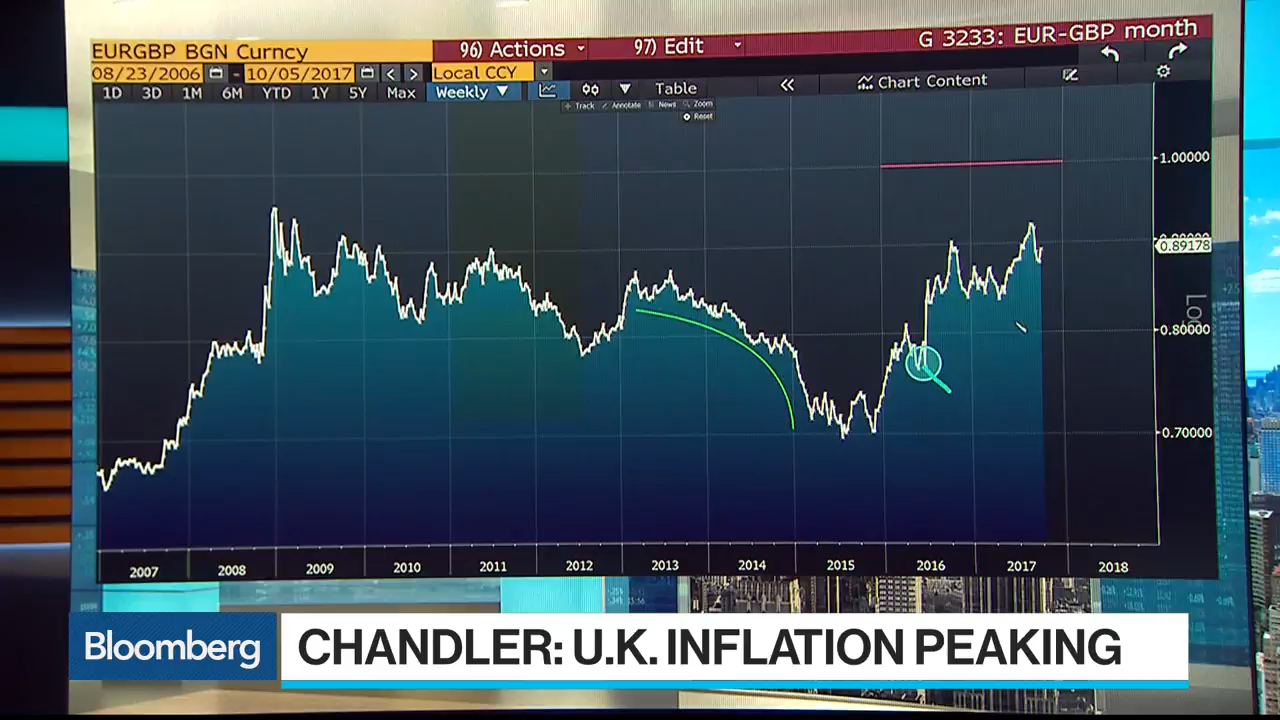 EURGBP BGN Curncy
96) Actions
97) Edit
G 3233: EUR-GBP month
08/23/2006 - 10/05/2017
Local CCY
1D 3D 1M 6M YTD 1Y 5Y Max Weekly ▼
Table
«
Chart Content
Track Annotate News Zoom
Reset
1.00000
0.89178
0.80000
0.70000
Log
2007 2008 2009 2010 2011 2012 2013 2014 2015 2016 2017 2018
Bloomberg
CHANDLER: U.K. INFLATION PEAKING